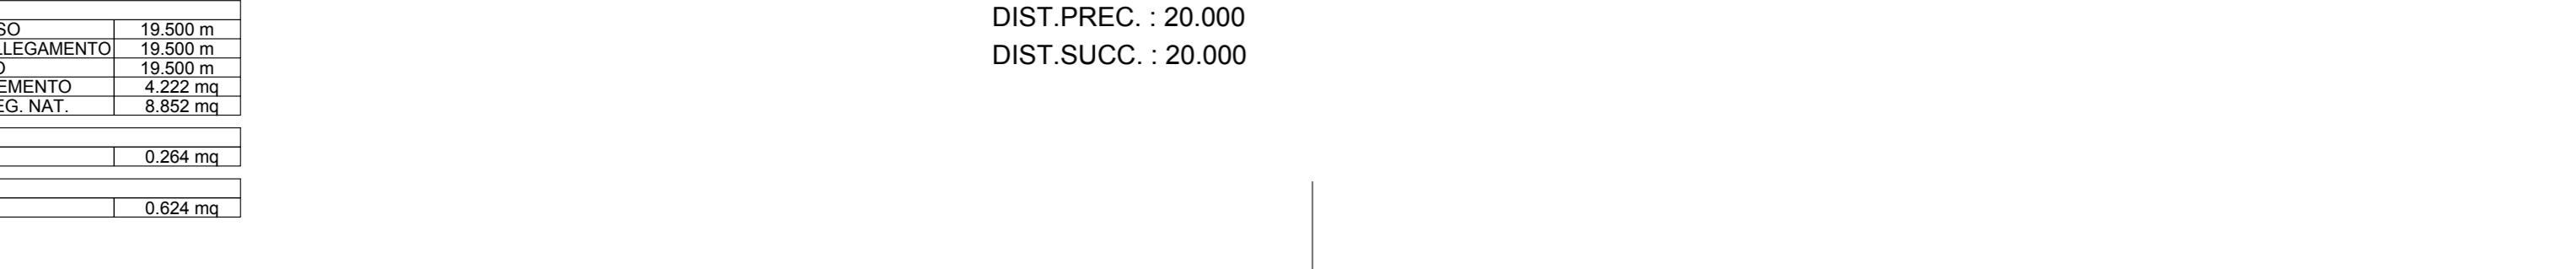 SO 19.500 m
LLEGAMENTO 19.500 m
O 19.500 m
EMENTO 4.222 mq
EG. NAT. 8.852 mq
0.264 mq
0.624 mq
DIST.PREC. : 20.000
DIST.SUCC. : 20.000